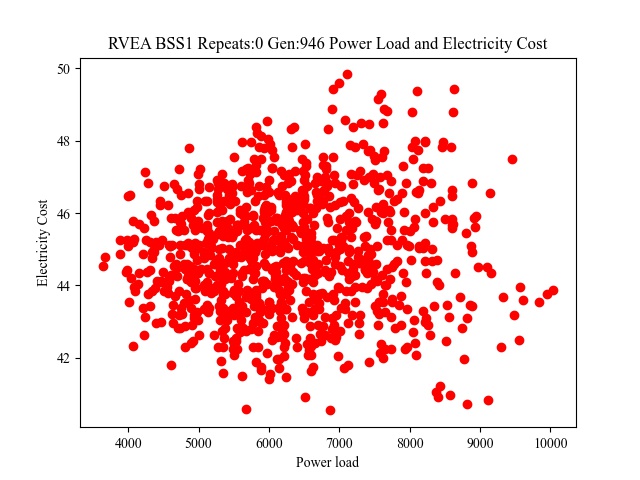 RVEA BSS1 Repeats:0 Gen:946 Power Load and Electricity Cost
50
48
46
44
42
Electricity Cost
4000 5000 6000 7000 8000 9000 10000
Power load